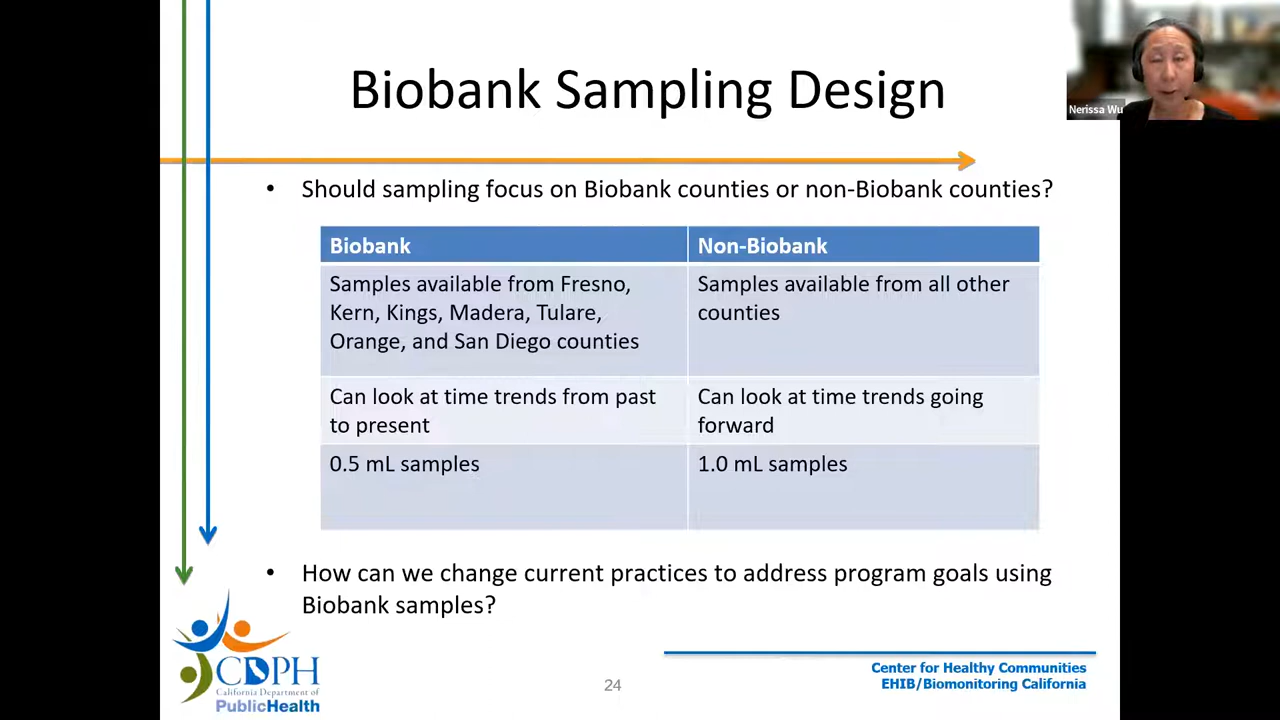 Biobank Sampling Design
Nerissa Wu
• Should sampling focus on Biobank counties or non-Biobank counties?
Biobank
Non-Biobank
Samples available from Fresno,
Kern, Kings, Madera, Tulare,
Orange, and San Diego counties
Samples available from all other
counties
Can look at time trends from past
to present
Can look at time trends going
forward
0.5 mL samples
1.0 mL samples
• How can we change current practices to address program goals using
Biobank samples?
CDPH
California Department of
PublicHealth
24
Center for Healthy Communities
EHIB/Biomonitoring California